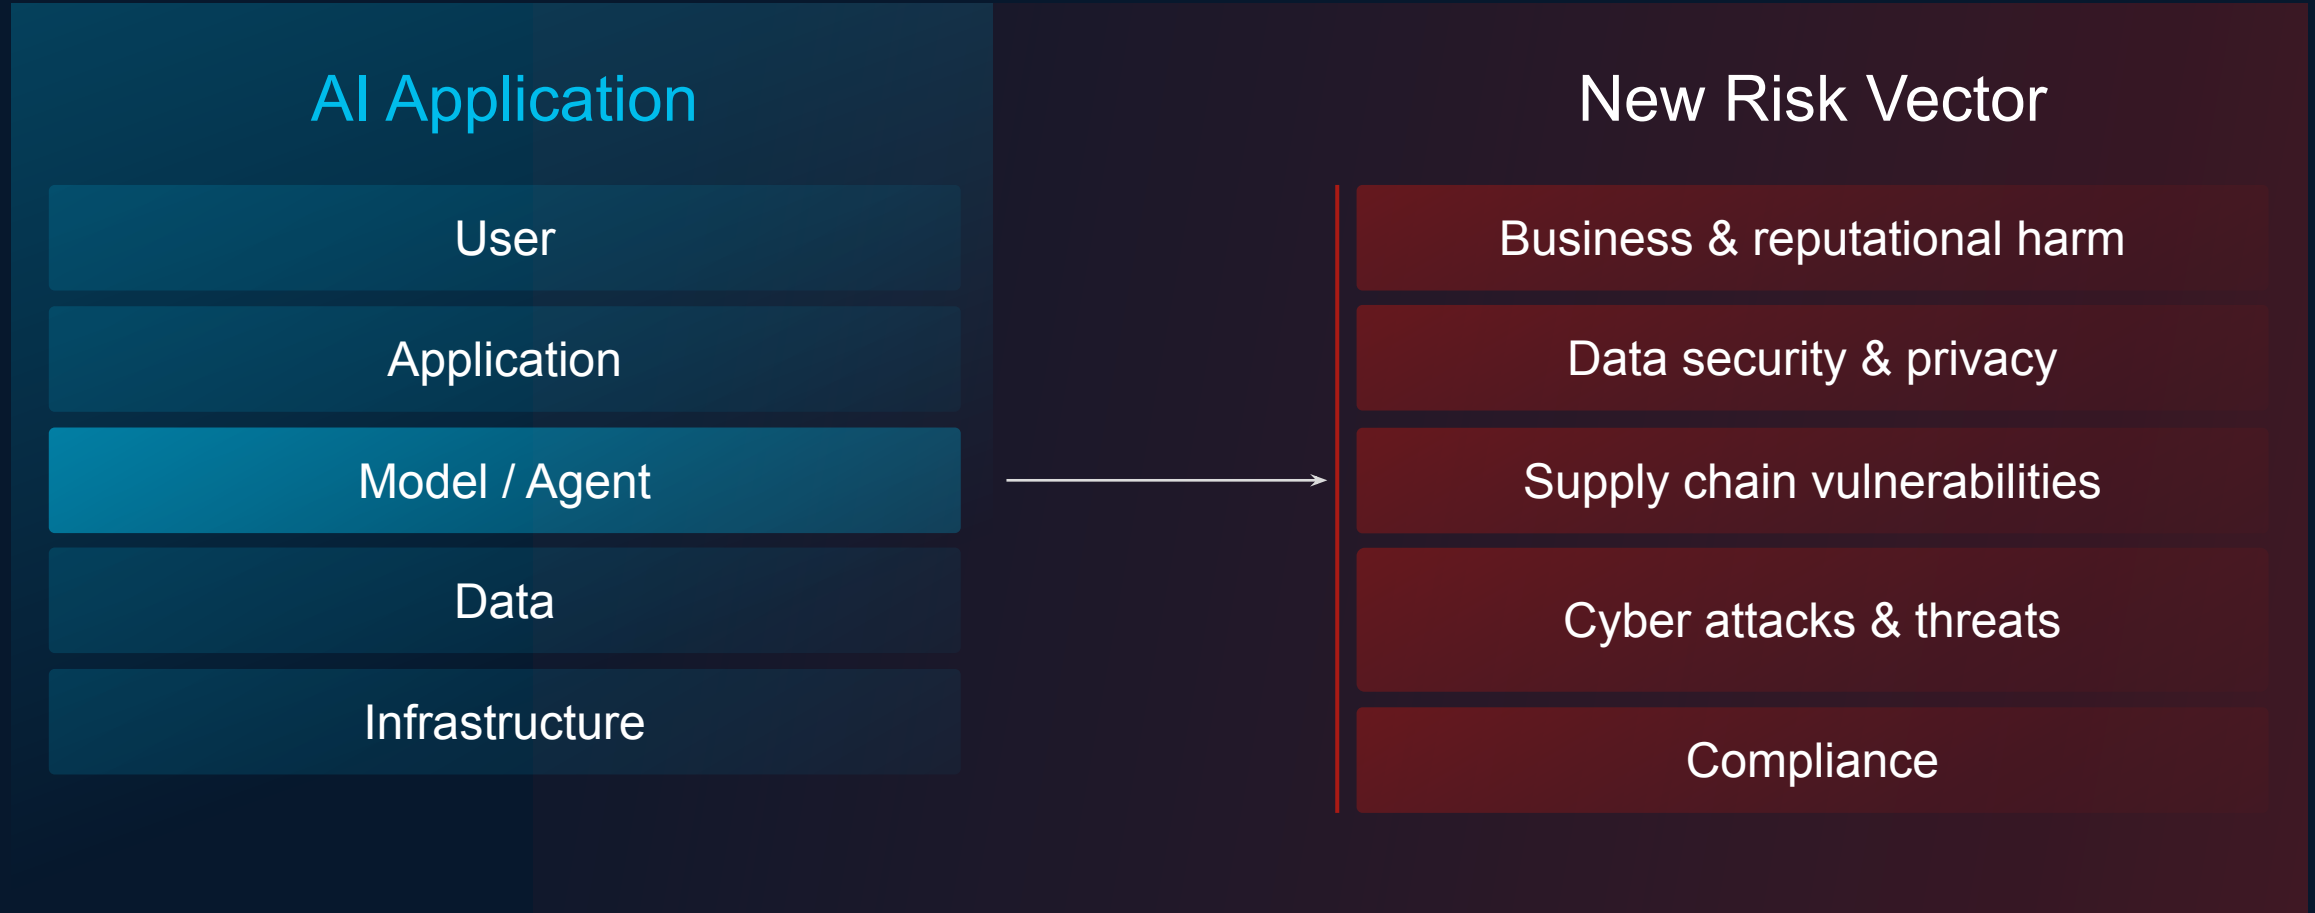 AI Application
User
Application
Model / Agent
Data
Infrastructure
New Risk Vector
Business & reputational harm
Data security & privacy
Supply chain vulnerabilities
Cyber attacks & threats
Compliance